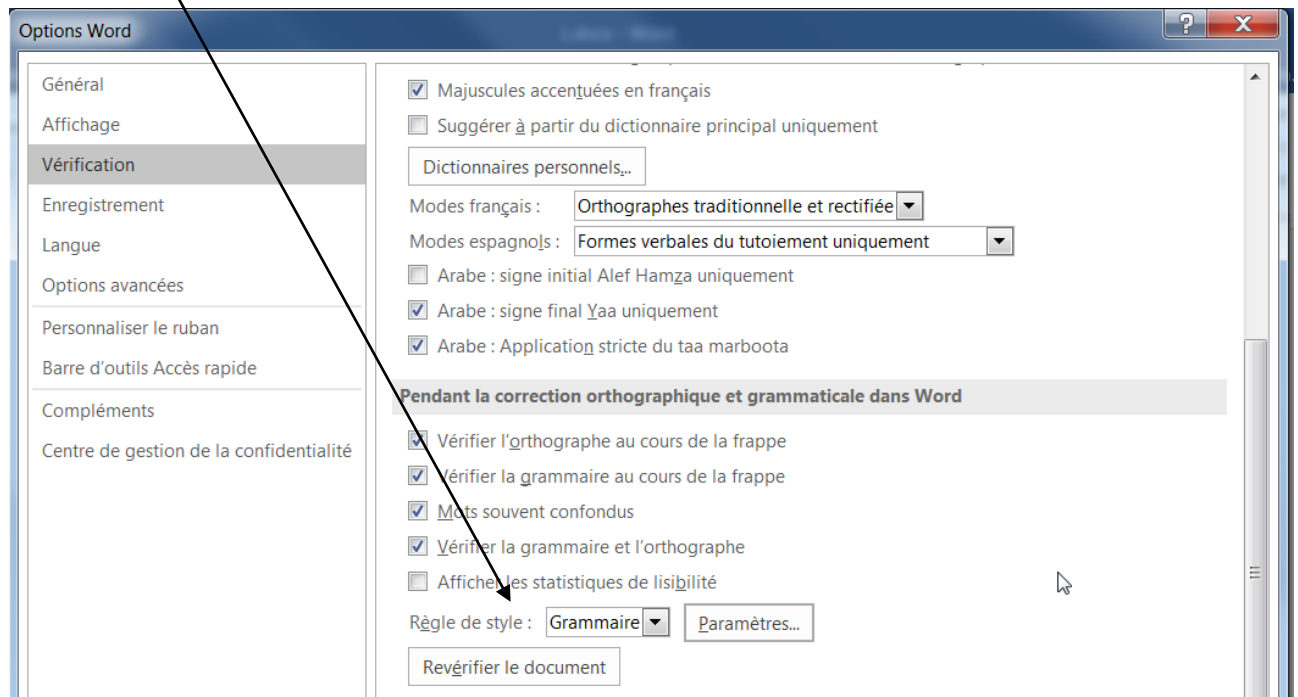 Options Word
Général
Affichage
Vérification
Enregistrement
Langue
Options avancées
Personnaliser le ruban
Barre d'outils Accès rapide
Compléments
Centre de gestion de la confidentialité
Majuscules accentuées en français
Suggérer à partir du dictionnaire principal uniquement
Dictionnaires personnels...
Modes français : Orthographes traditionnelle et rectifiée
Modes espagnols : Formes verbales du tutoiement uniquement
Arabe : signe initial Alef Hamza uniquement
Arabe : signe final Yaa uniquement
Arabe : Application stricte du taa marboota
Pendant la correction orthographique et grammaticale dans Word
Vérifier l'orthographe au cours de la frappe
Vérifier la grammaire au cours de la frappe
Mots souvent confondus
Vérifier la grammaire et l'orthographe
Afficher les statistiques de lisibilité
Règle de style : Grammaire Paramètres...
Revérifier le document